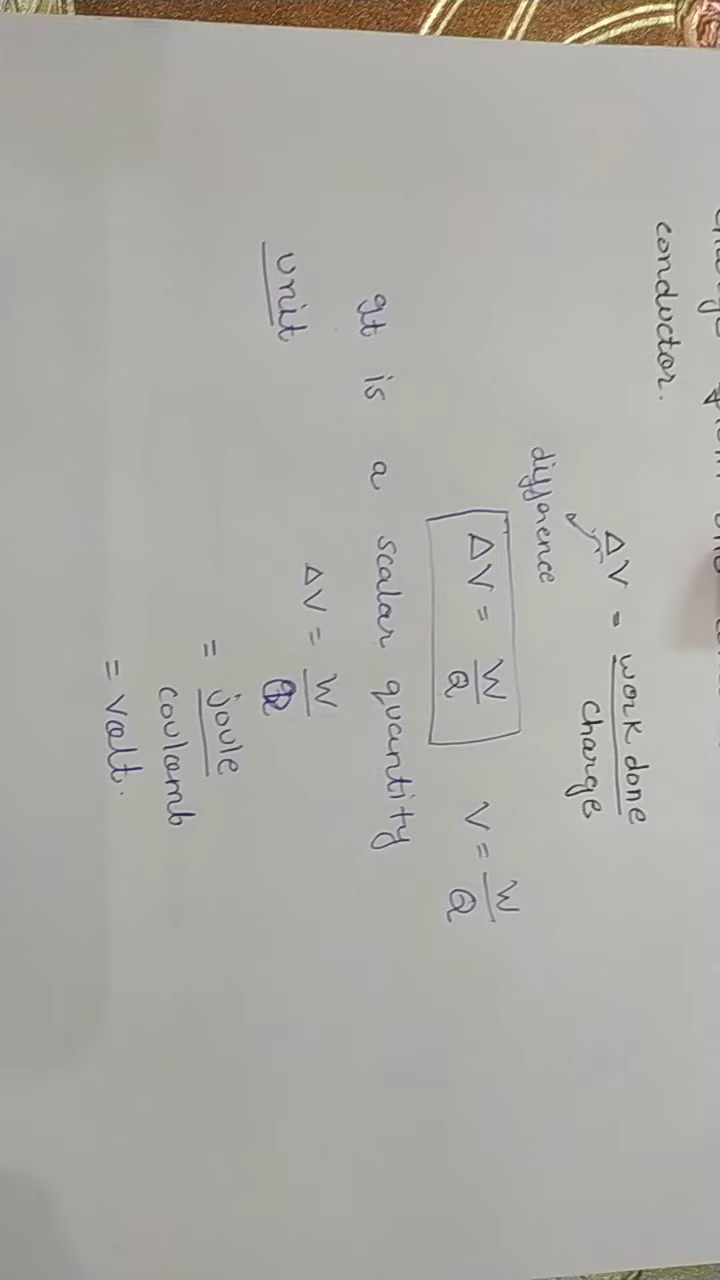 conductor.
ΔV = work done
charge
difference
ΔV = W/Q V = W/Q
It is a scalar quantity
unit
ΔV = W/Q
= joule
coulomb
= volt.